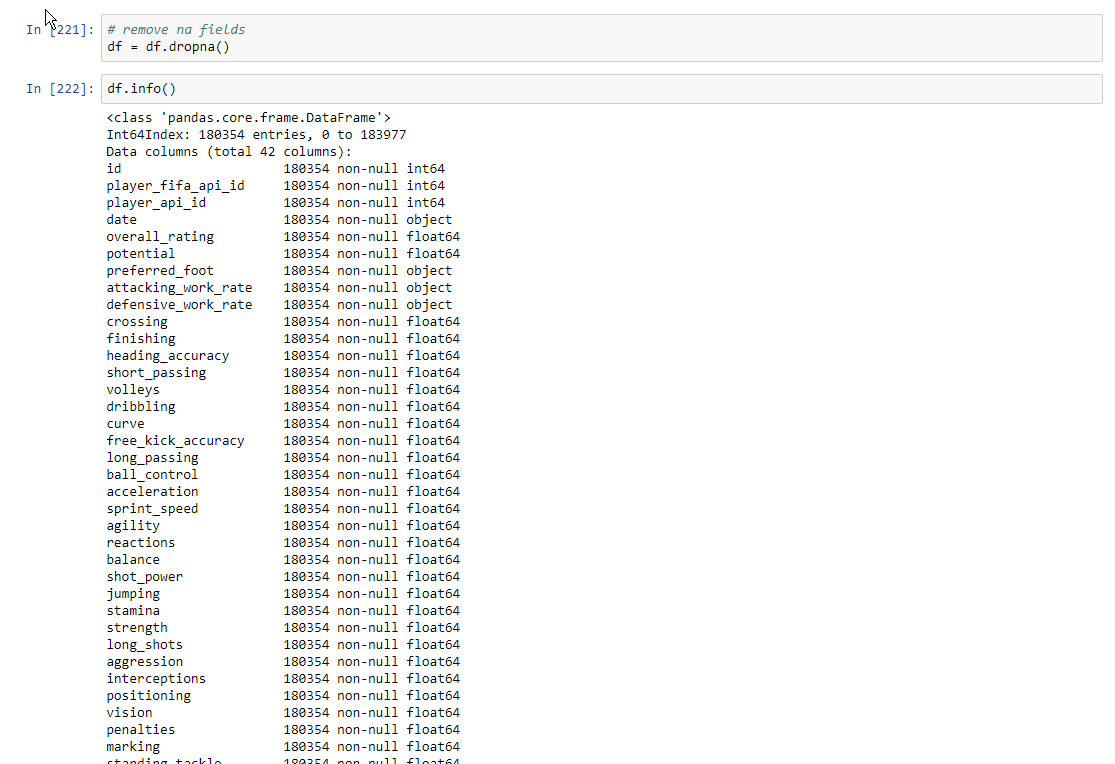 In [221]: # remove na fields
df = df.dropna()
In [222]: df.info()
<class 'pandas.core.frame.DataFrame'>
Int64Index: 180354 entries, 0 to 183977
Data columns (total 42 columns):
id 180354 non-null int64
player_fifa_api_id 180354 non-null int64
player_api_id 180354 non-null int64
date 180354 non-null object
overall_rating 180354 non-null float64
potential 180354 non-null float64
preferred_foot 180354 non-null object
attacking_work_rate 180354 non-null object
defensive_work_rate 180354 non-null object
crossing 180354 non-null float64
finishing 180354 non-null float64
heading_accuracy 180354 non-null float64
short_passing 180354 non-null float64
volleys 180354 non-null float64
dribbling 180354 non-null float64
curve 180354 non-null float64
free_kick_accuracy 180354 non-null float64
long_passing 180354 non-null float64
ball_control 180354 non-null float64
acceleration 180354 non-null float64
sprint_speed 180354 non-null float64
agility 180354 non-null float64
reactions 180354 non-null float64
balance 180354 non-null float64
shot_power 180354 non-null float64
jumping 180354 non-null float64
stamina 180354 non-null float64
strength 180354 non-null float64
long_shots 180354 non-null float64
aggression 180354 non-null float64
interceptions 180354 non-null float64
positioning 180354 non-null float64
vision 180354 non-null float64
penalties 180354 non-null float64
marking 180354 non-null float64
standing_tackle 180354 non-null float64